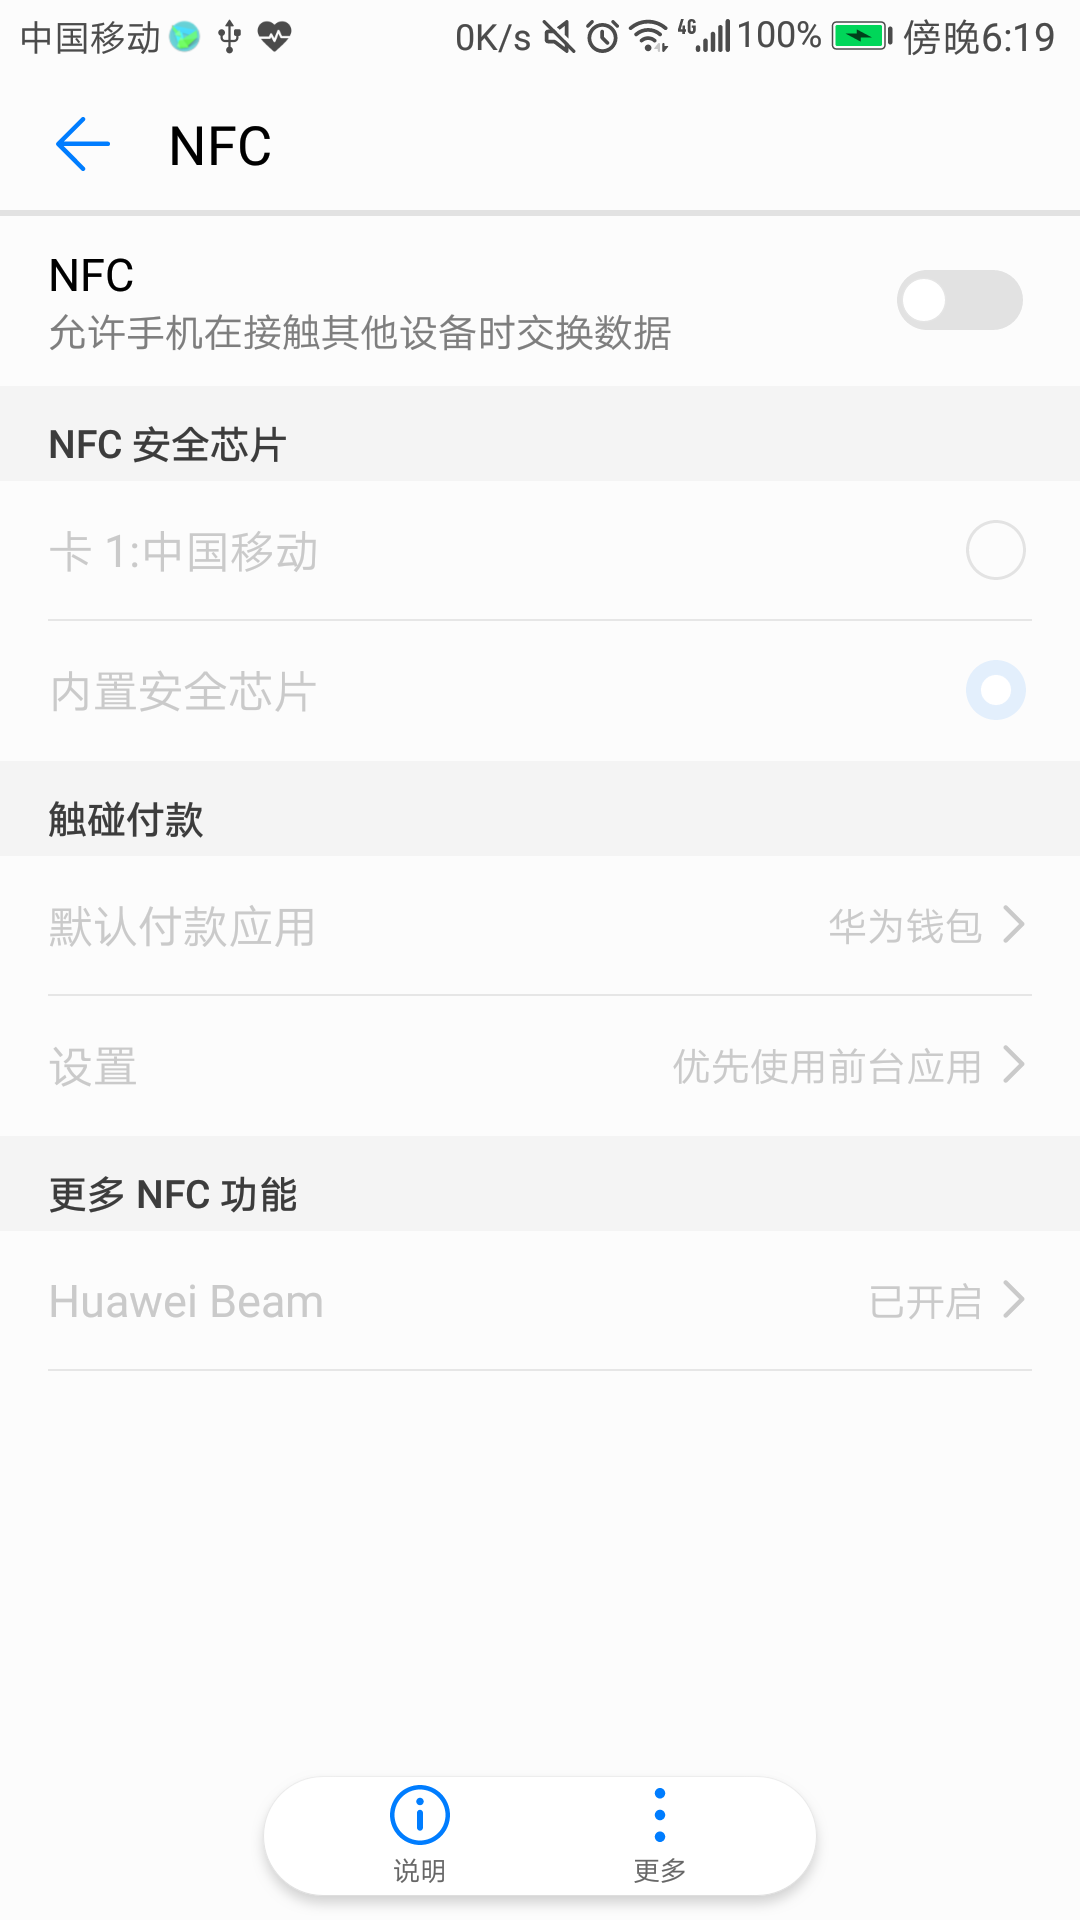 中国移动 0K/s 4G 100% 傍晚6:19
NFC
NFC
允许手机在接触其他设备时交换数据
NFC 安全芯片
卡 1:中国移动
内置安全芯片
触碰付款
默认付款应用 华为钱包
设置 优先使用前台应用
更多 NFC 功能
Huawei Beam 已开启
说明 更多